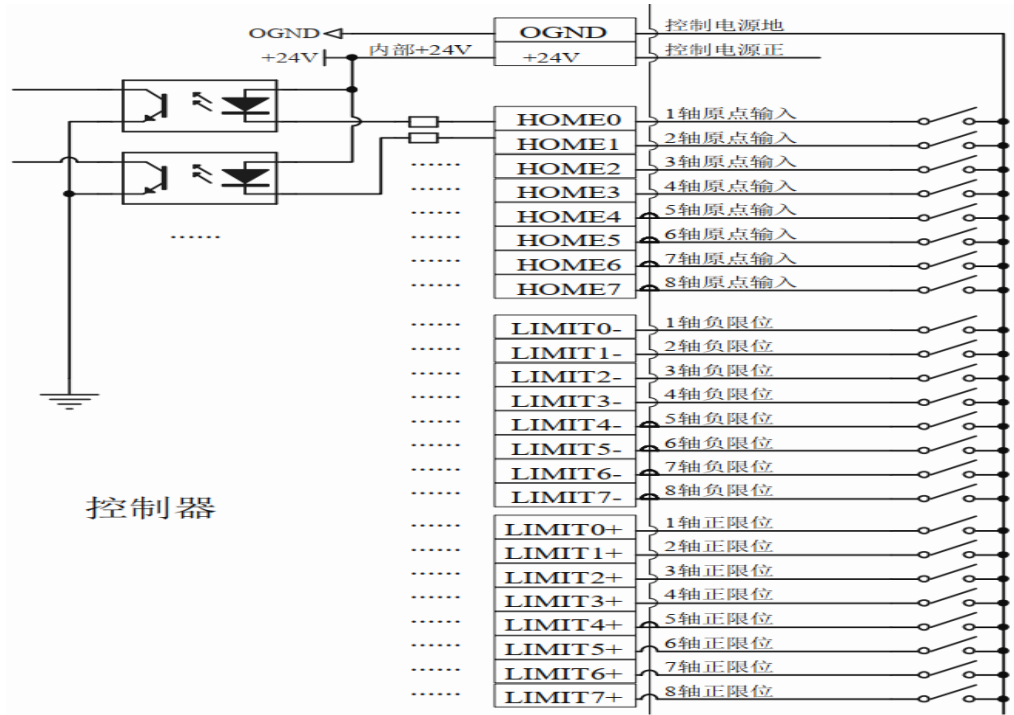 OGND OGND 控制电源地
+24V 内部+24V +24V 控制电源正
HOME0 1轴原点输入
HOME1 2轴原点输入
······ HOME2 3轴原点输入
······ HOME3 4轴原点输入
······ HOME4 5轴原点输入
······ ······ HOME5 6轴原点输入
······ HOME6 7轴原点输入
······ HOME7 8轴原点输入
······ LIMIT0- 1轴负限位
······ LIMIT1- 2轴负限位
······ LIMIT2- 3轴负限位
······ LIMIT3- 4轴负限位
······ LIMIT4- 5轴负限位
······ LIMIT5- 6轴负限位
······ LIMIT6- 7轴负限位
······ LIMIT7- 8轴负限位
控制器
······ LIMIT0+ 1轴正限位
······ LIMIT1+ 2轴正限位
······ LIMIT2+ 3轴正限位
······ LIMIT3+ 4轴正限位
······ LIMIT4+ 5轴正限位
······ LIMIT5+ 6轴正限位
······ LIMIT6+ 7轴正限位
······ LIMIT7+ 8轴正限位